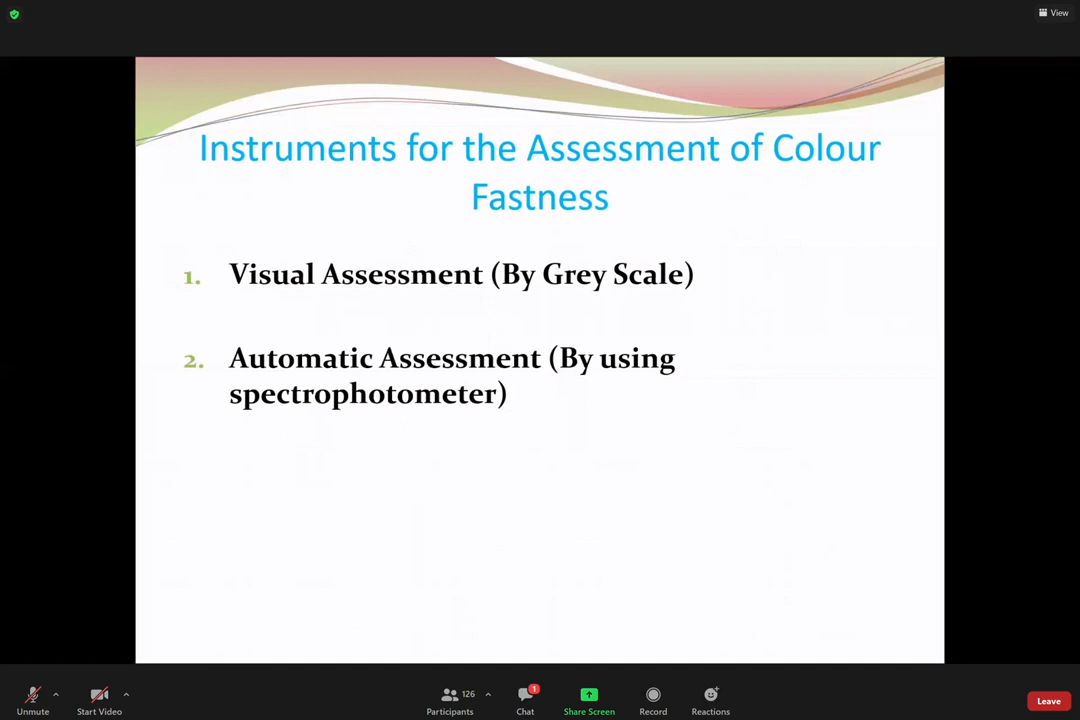 View
Instruments for the Assessment of Colour
Fastness
1. Visual Assessment (By Grey Scale)
2. Automatic Assessment (By using
spectrophotometer)
Unmute
Start Video
126
Participants
1
Chat
Share Screen
Record
Reactions
Leave